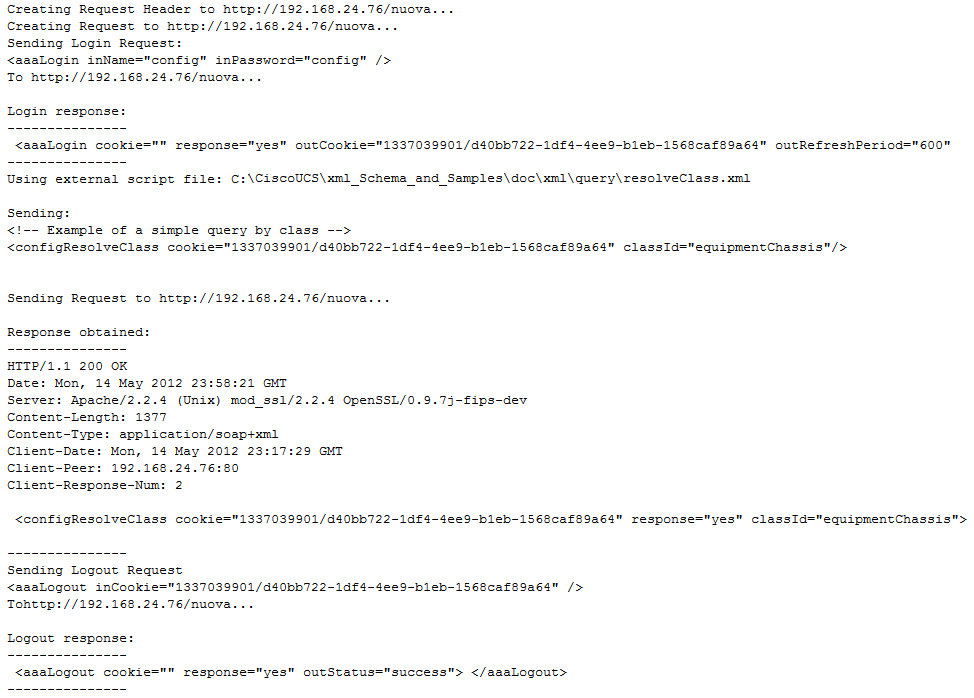 Creating Request Header to http://192.168.24.76/nuova...
Creating Request to http://192.168.24.76/nuova...
Sending Login Request:
<aaaLogin inName="config" inPassword="config" />
To http://192.168.24.76/nuova...
Login response:
---------------
<aaaLogin cookie="" response="yes" outCookie="1337039901/d40bb722-1df4-4ee9-b1eb-1568caf89a64" outRefreshPeriod="600"
---------------
Using external script file: C:\CiscoUCS\xml_Schema_and_Samples\doc\xml\query\resolveClass.xml
Sending:
<!-- Example of a simple query by class -->
<configResolveClass cookie="1337039901/d40bb722-1df4-4ee9-b1eb-1568caf89a64" classId="equipmentChassis"/>
Sending Request to http://192.168.24.76/nuova...
Response obtained:
---------------
HTTP/1.1 200 OK
Date: Mon, 14 May 2012 23:58:21 GMT
Server: Apache/2.2.4 (Unix) mod_ssl/2.2.4 OpenSSL/0.9.7j-fips-dev
Content-Length: 1377
Content-Type: application/soap+xml
Client-Date: Mon, 14 May 2012 23:17:29 GMT
Client-Peer: 192.168.24.76:80
Client-Response-Num: 2
<configResolveClass cookie="1337039901/d40bb722-1df4-4ee9-b1eb-1568caf89a64" response="yes" classId="equipmentChassis">
---------------
Sending Logout Request
<aaaLogout inCookie="1337039901/d40bb722-1df4-4ee9-b1eb-1568caf89a64" />
Tohttp://192.168.24.76/nuova...
Logout response:
---------------
<aaaLogout cookie="" response="yes" outStatus="success"> </aaaLogout>
---------------